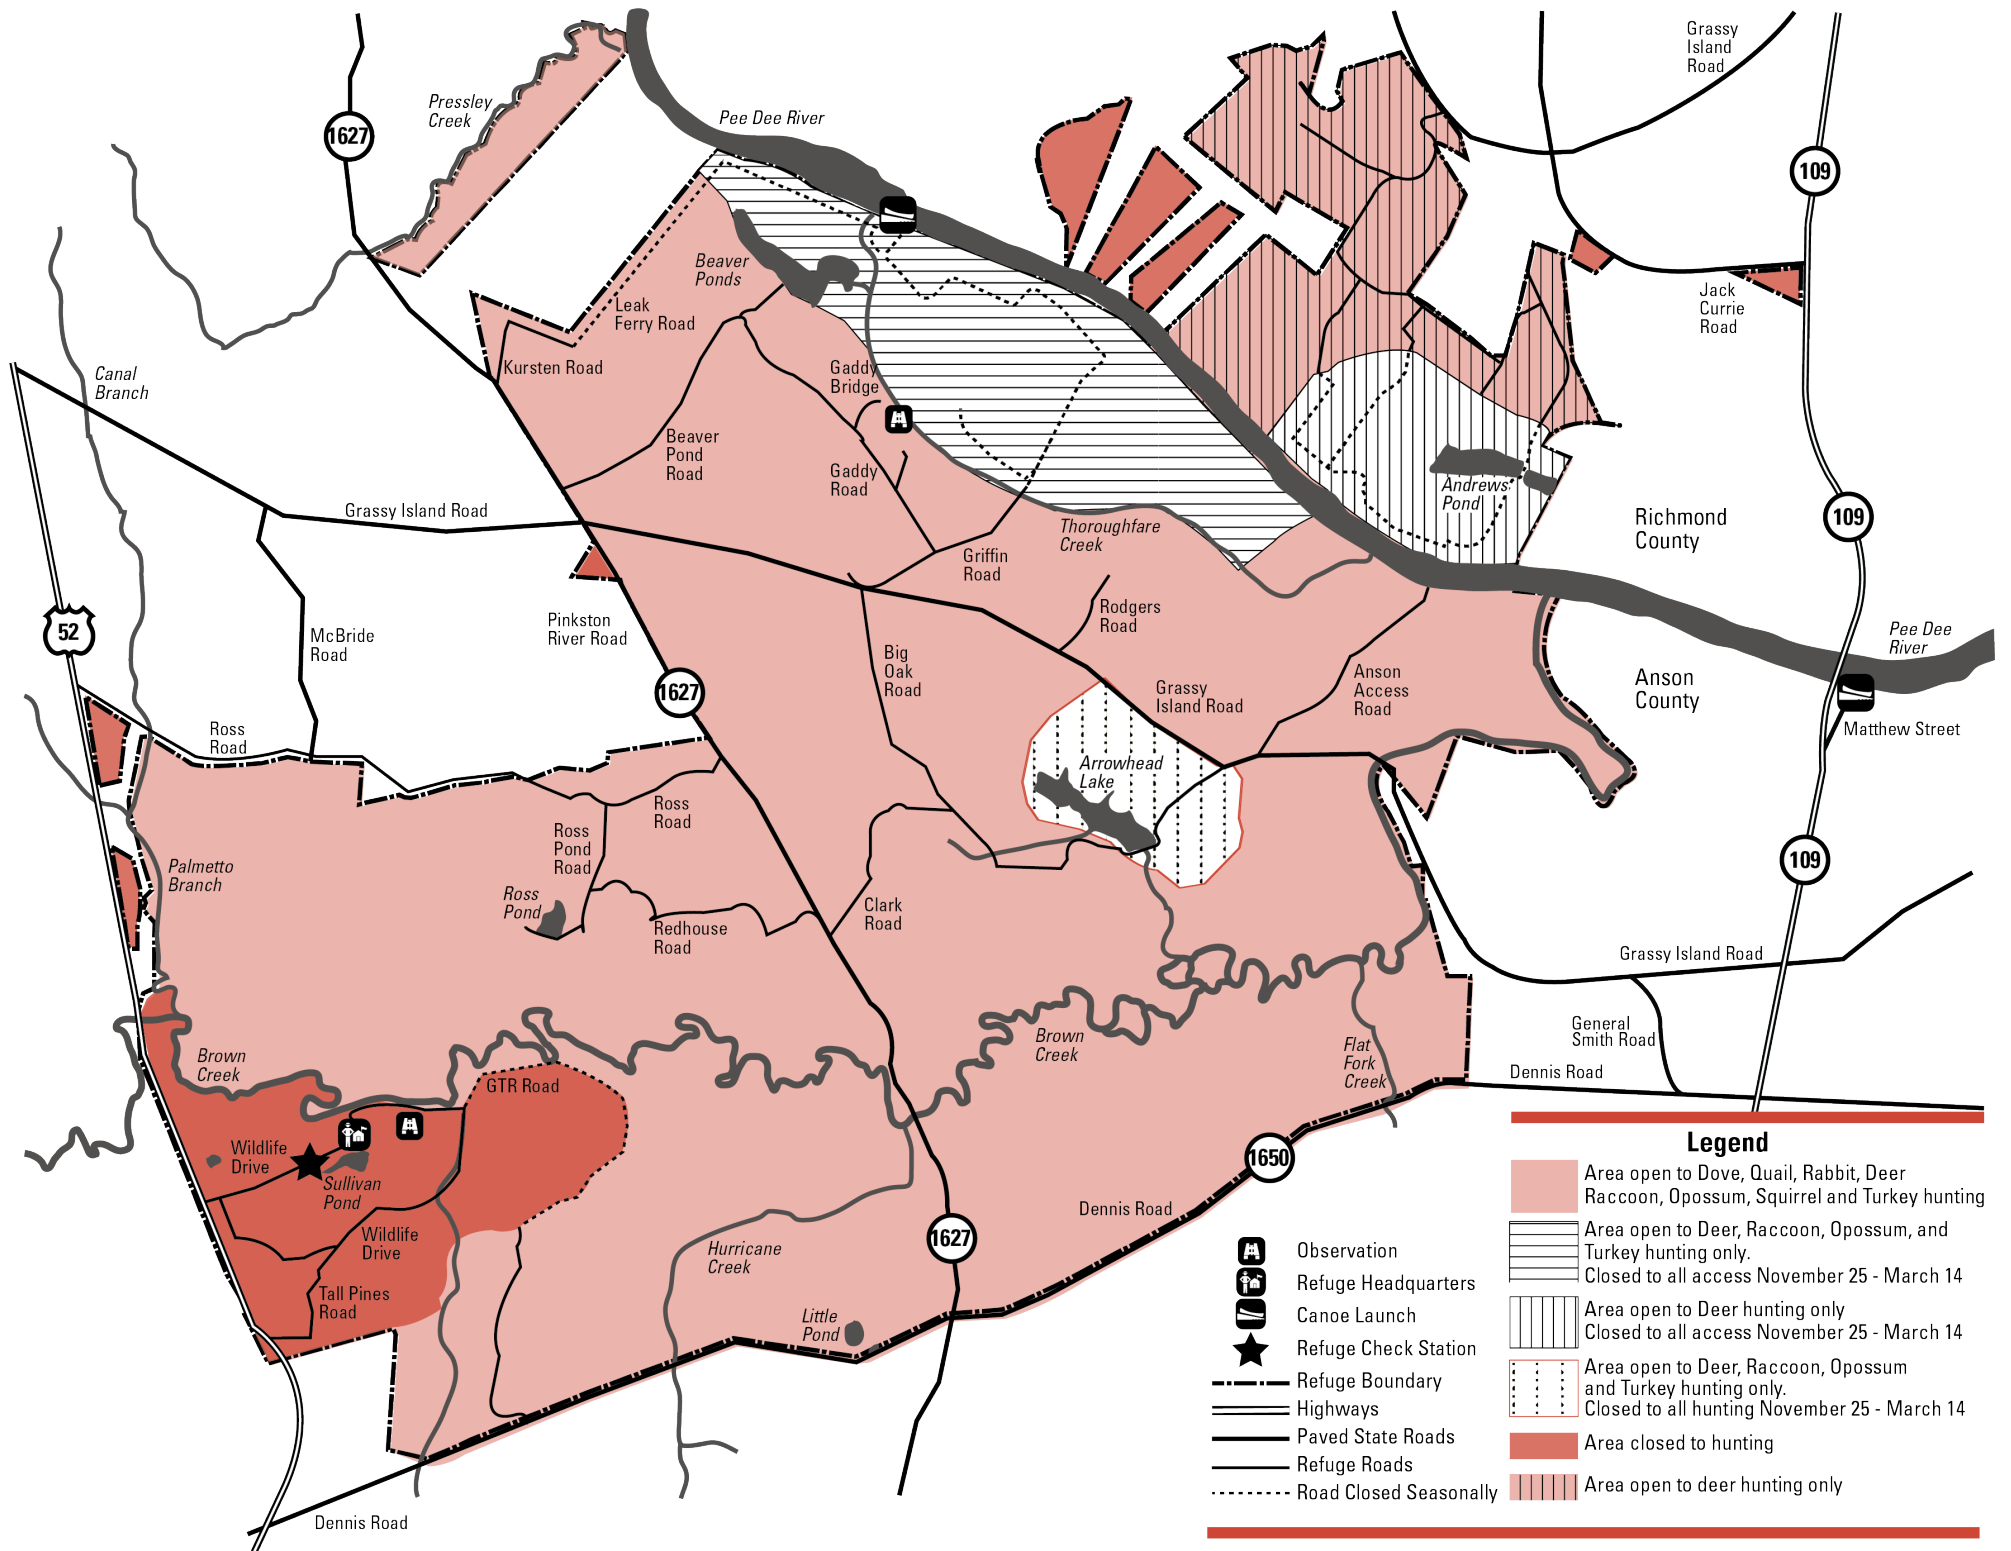 Grassy
Island
Road
Pressley
Creek
Pee Dee River
1627
109
Beaver
Ponds
Leak
Ferry Road
Jack
Currie
Road
Kursten Road
Gaddy
Bridge
Canal
Branch
Beaver
Pond
Road
Gaddy
Road
Andrews
Pond
Grassy Island Road
Thoroughfare
Creek
Richmond
County
109
Griffin
Road
Rodgers
Road
52
McBride
Road
Pinkston
River Road
Big
Oak
Road
Pee Dee
River
1627
Grassy
Island Road
Anson
Access
Road
Anson
County
Matthew Street
Ross
Road
Arrowhead
Lake
Ross
Road
Ross
Pond
Road
Palmetto
Branch
109
Ross
Pond
Clark
Road
Redhouse
Road
Grassy Island Road
Brown
Creek
General
Smith Road
Flat
Fork
Creek
Brown
Creek
GTR Road
Dennis Road
Wildlife
Drive
Sullivan
Pond
1650
Dennis Road
Wildlife
Drive
1627
Hurricane
Creek
Tall Pines
Road
Little
Pond
Dennis Road
Legend
Area open to Dove, Quail, Rabbit, Deer
Raccoon, Opossum, Squirrel and Turkey hunting
Area open to Deer, Raccoon, Opossum, and
Turkey hunting only.
Closed to all access November 25 - March 14
Area open to Deer hunting only
Closed to all access November 25 - March 14
Area open to Deer, Raccoon, Opossum
and Turkey hunting only.
Closed to all hunting November 25 - March 14
Area closed to hunting
Area open to deer hunting only
Observation
Refuge Headquarters
Canoe Launch
Refuge Check Station
Refuge Boundary
Highways
Paved State Roads
Refuge Roads
Road Closed Seasonally